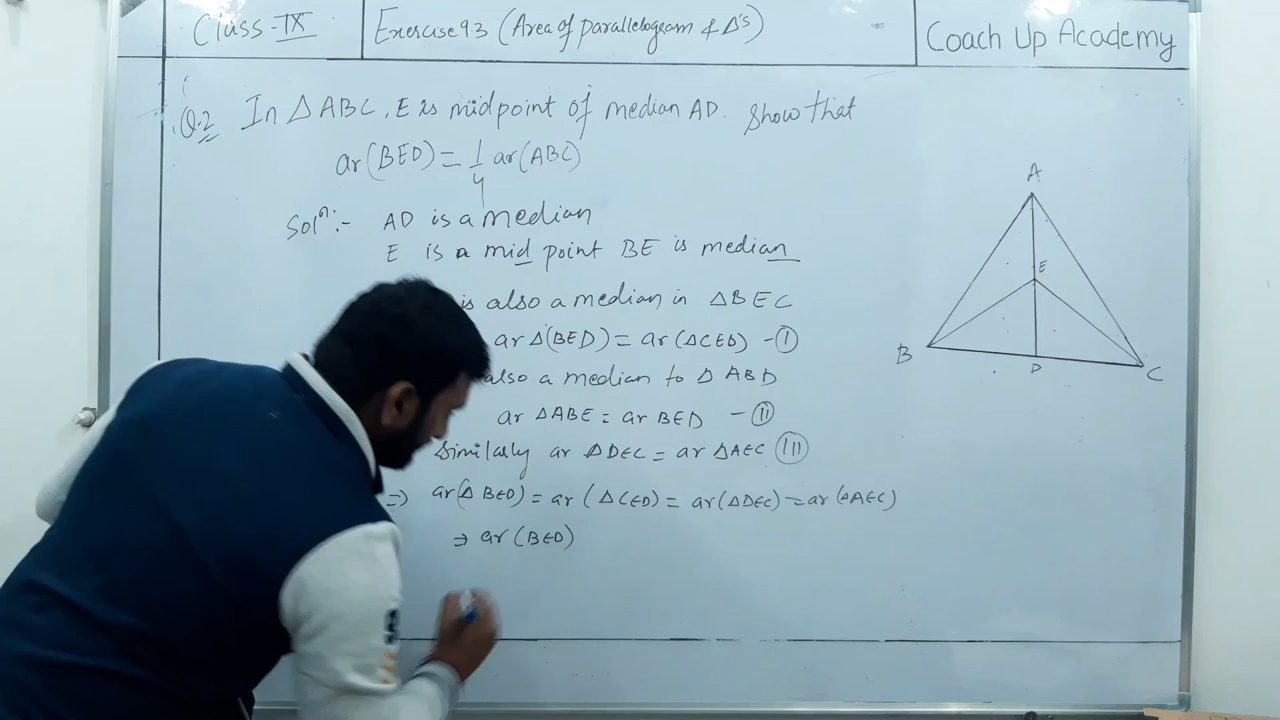 Class - IX
Exercise 9.3 (Area of parallelogram & Δ's)
Coach Up Academy
Q.2 In Δ ABC, E is midpoint of median AD. Show that
ar(BED) = 1/4 ar(ABC)
Solⁿ:- AD is a median
E is a mid point BE is median
is also a median in Δ BEC
ar Δ(BED) = ar(ΔCED) - (I)
also a median to Δ ABD
ar ΔABE = ar BED - (II)
Similarly ar ΔDEC = ar ΔAEC (III)
=> ar(Δ BED) = ar (ΔCED) = ar(ΔDEC) = ar(ΔAEC)
=> ar (BED)
A
E
B
D
C